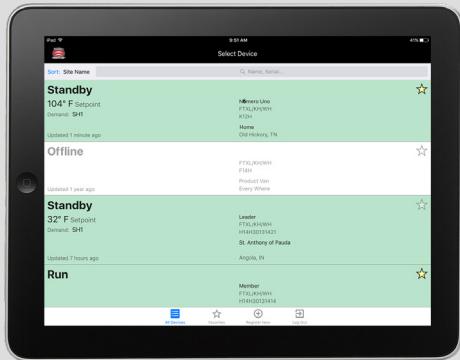 iPad
9:51 AM
41%
Select Device
Sort: Site Name
Name, Serial...
Standby
104° F Setpoint
Demand: SH1
Updated 1 minute ago
Número Uno
FTXL/KH/WH
K12H
Home
Old Hickory, TN
Offline
Updated 1 year ago
FTXL/KH/WH
F14H
Product Van
Every Where
Standby
32° F Setpoint
Demand: SH1
Updated 7 hours ago
Leader
FTXL/KH/WH
H14H30131421
St. Anthony of Pauda
Angola, IN
Run
Member
FTXL/KH/WH
H14H30131414
All Devices
Favorites
Register New
Log Out